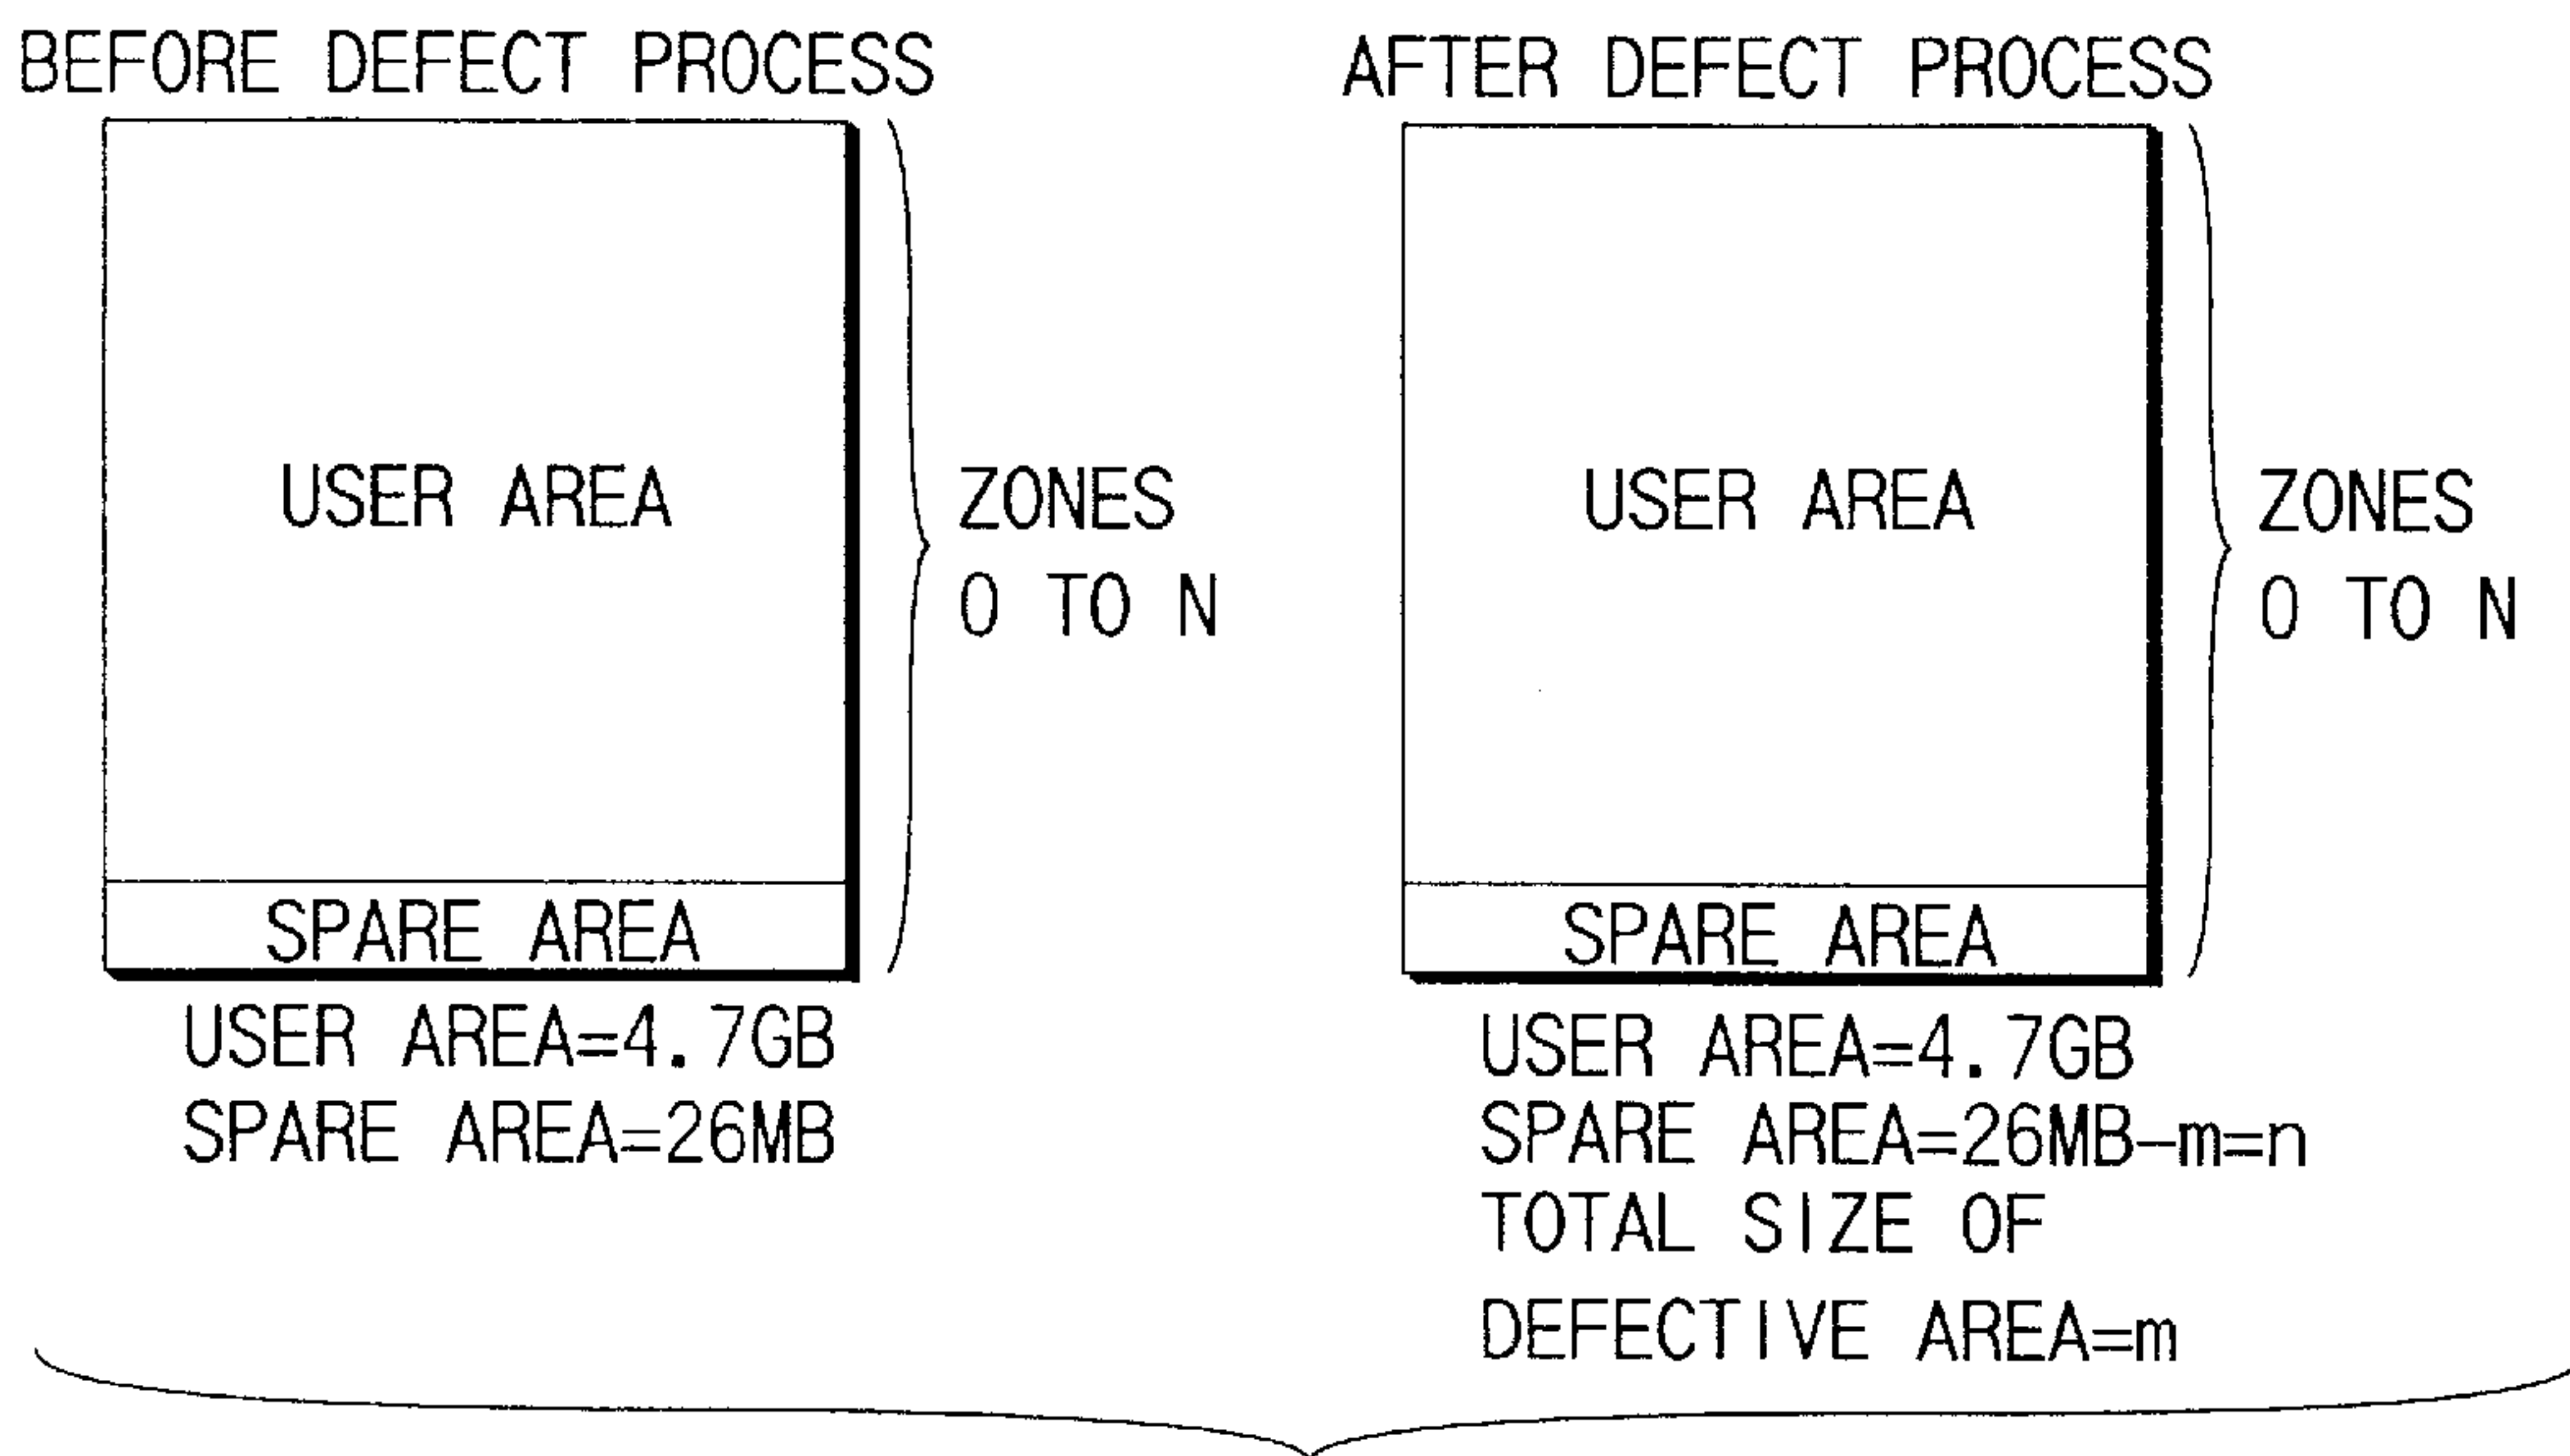 BEFORE DEFECT PROCESS
USER AREA
ZONES
0 TO N
SPARE AREA
USER AREA=4.7GB
SPARE AREA=26MB
AFTER DEFECT PROCESS
USER AREA
ZONES
0 TO N
SPARE AREA
USER AREA=4.7GB
SPARE AREA=26MB-m=n
TOTAL SIZE OF
DEFECTIVE AREA=m